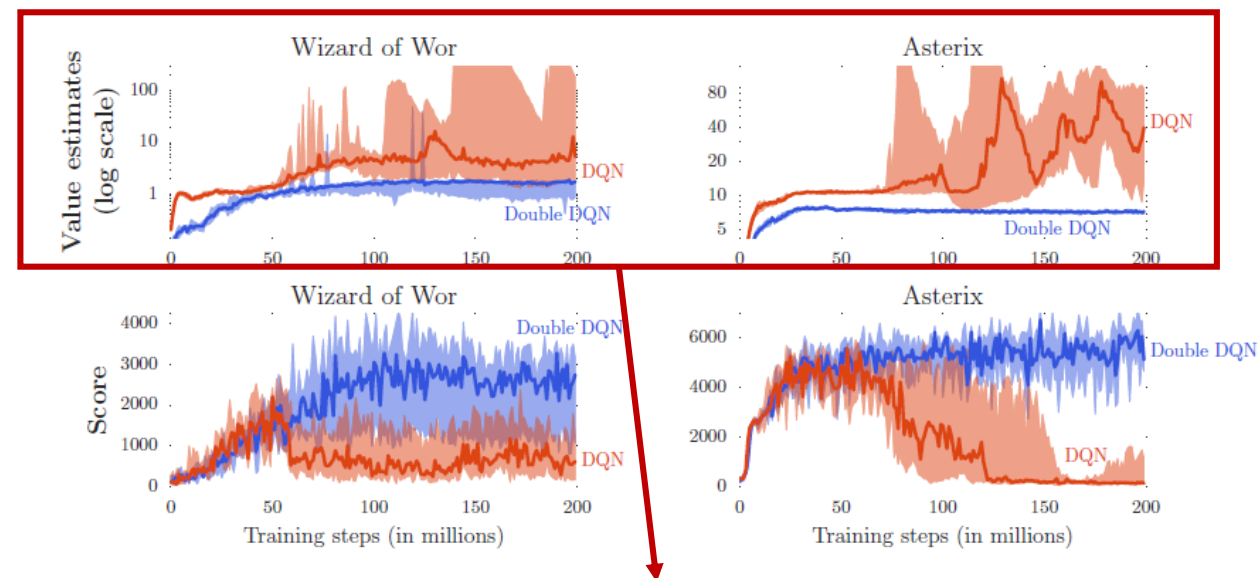 Wizard of Wor
Asterix
Value estimates
(log scale)
100
10
1
DQN
Double DQN
0 50 100 150 200
80
40
20
10
5
DQN
Double DQN
0 50 100 150 200
Wizard of Wor
Asterix
Score
4000
3000
2000
1000
0
Double DQN
DQN
0 50 100 150 200
Training steps (in millions)
6000
4000
2000
0
Double DQN
DQN
0 50 100 150 200
Training steps (in millions)